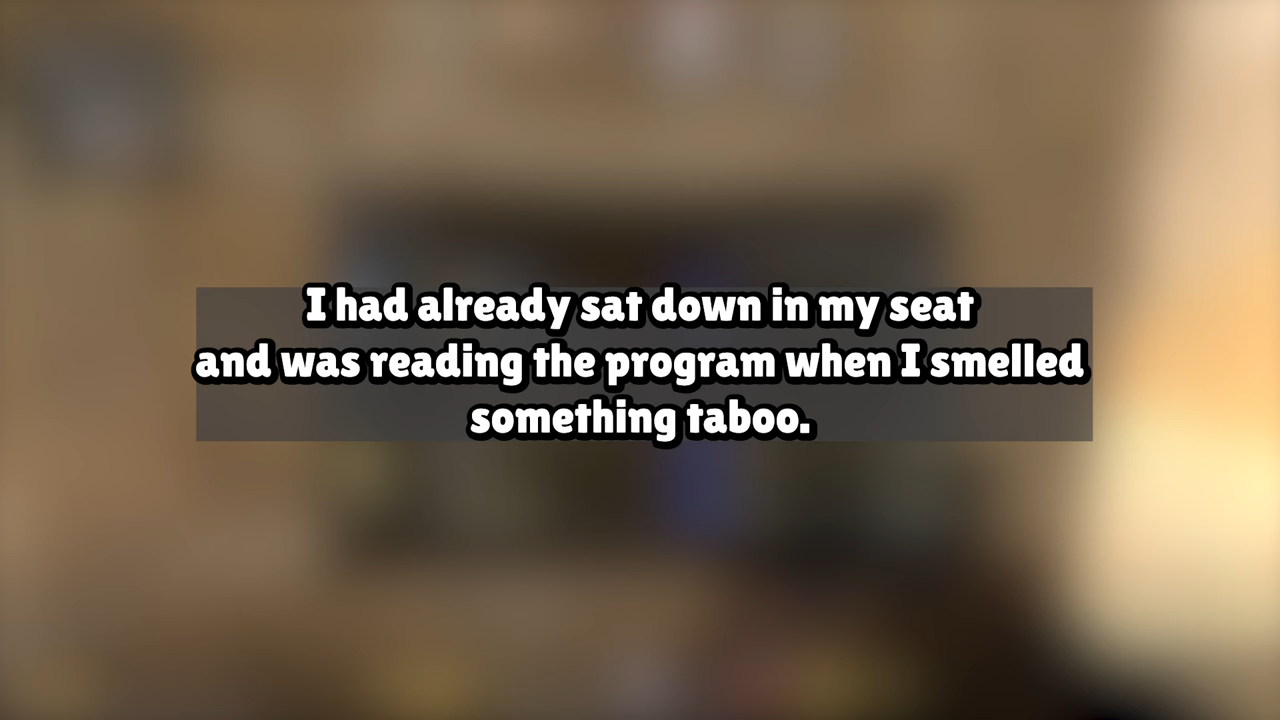 I had already sat down in my seat
and was reading the program when I smelled
something taboo.